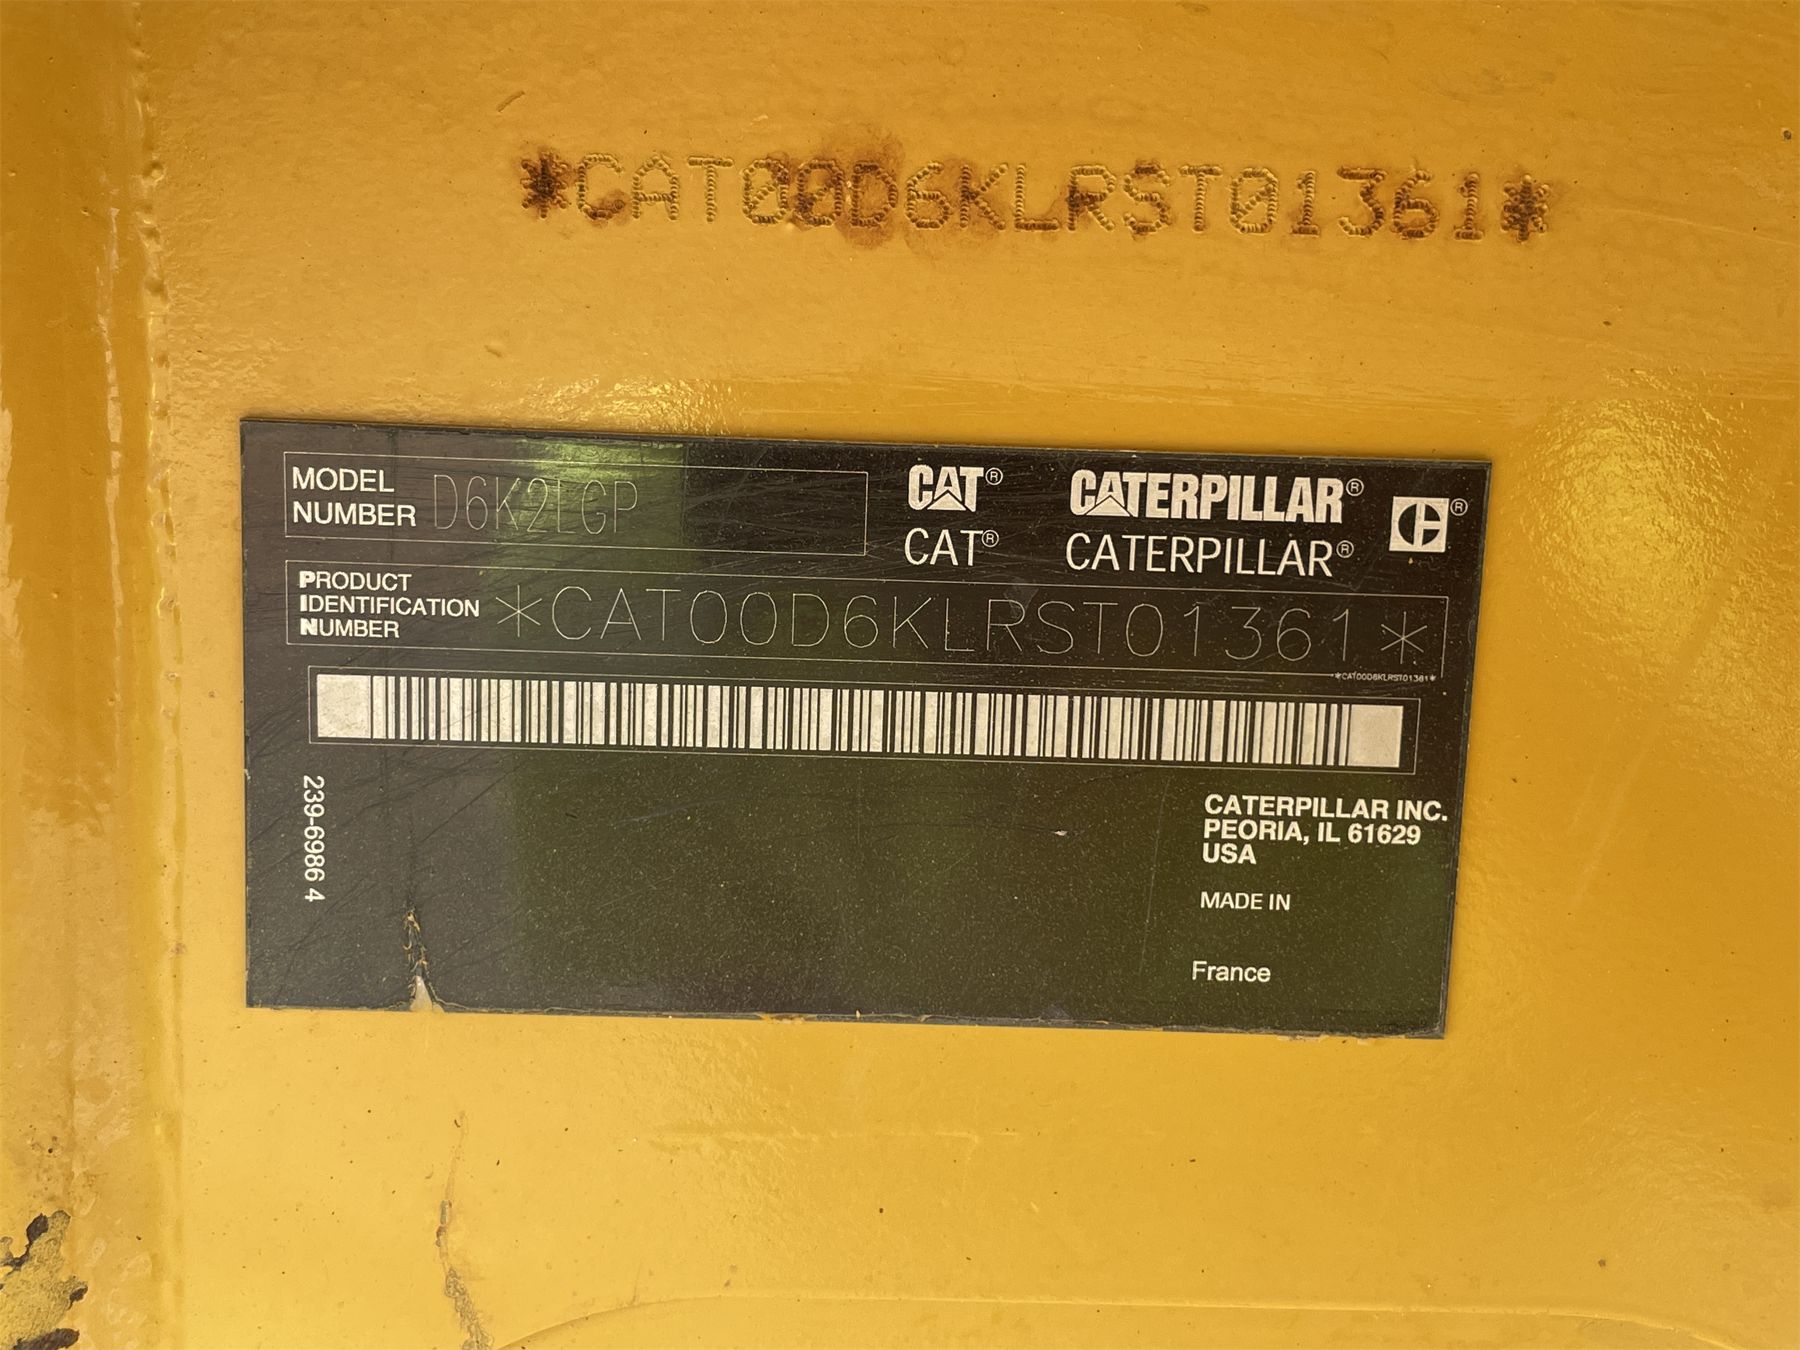 *CAT00D6KLRST01361*
MODEL
NUMBER
D6K2LGP
CAT®
CATERPILLAR®
CAT®
CATERPILLAR®
PRODUCT
IDENTIFICATION
NUMBER
*CAT00D6KLRST01361*
*CAT00D6KLRST01361*
239-6986 4
CATERPILLAR INC.
PEORIA, IL 61629
USA
MADE IN
France